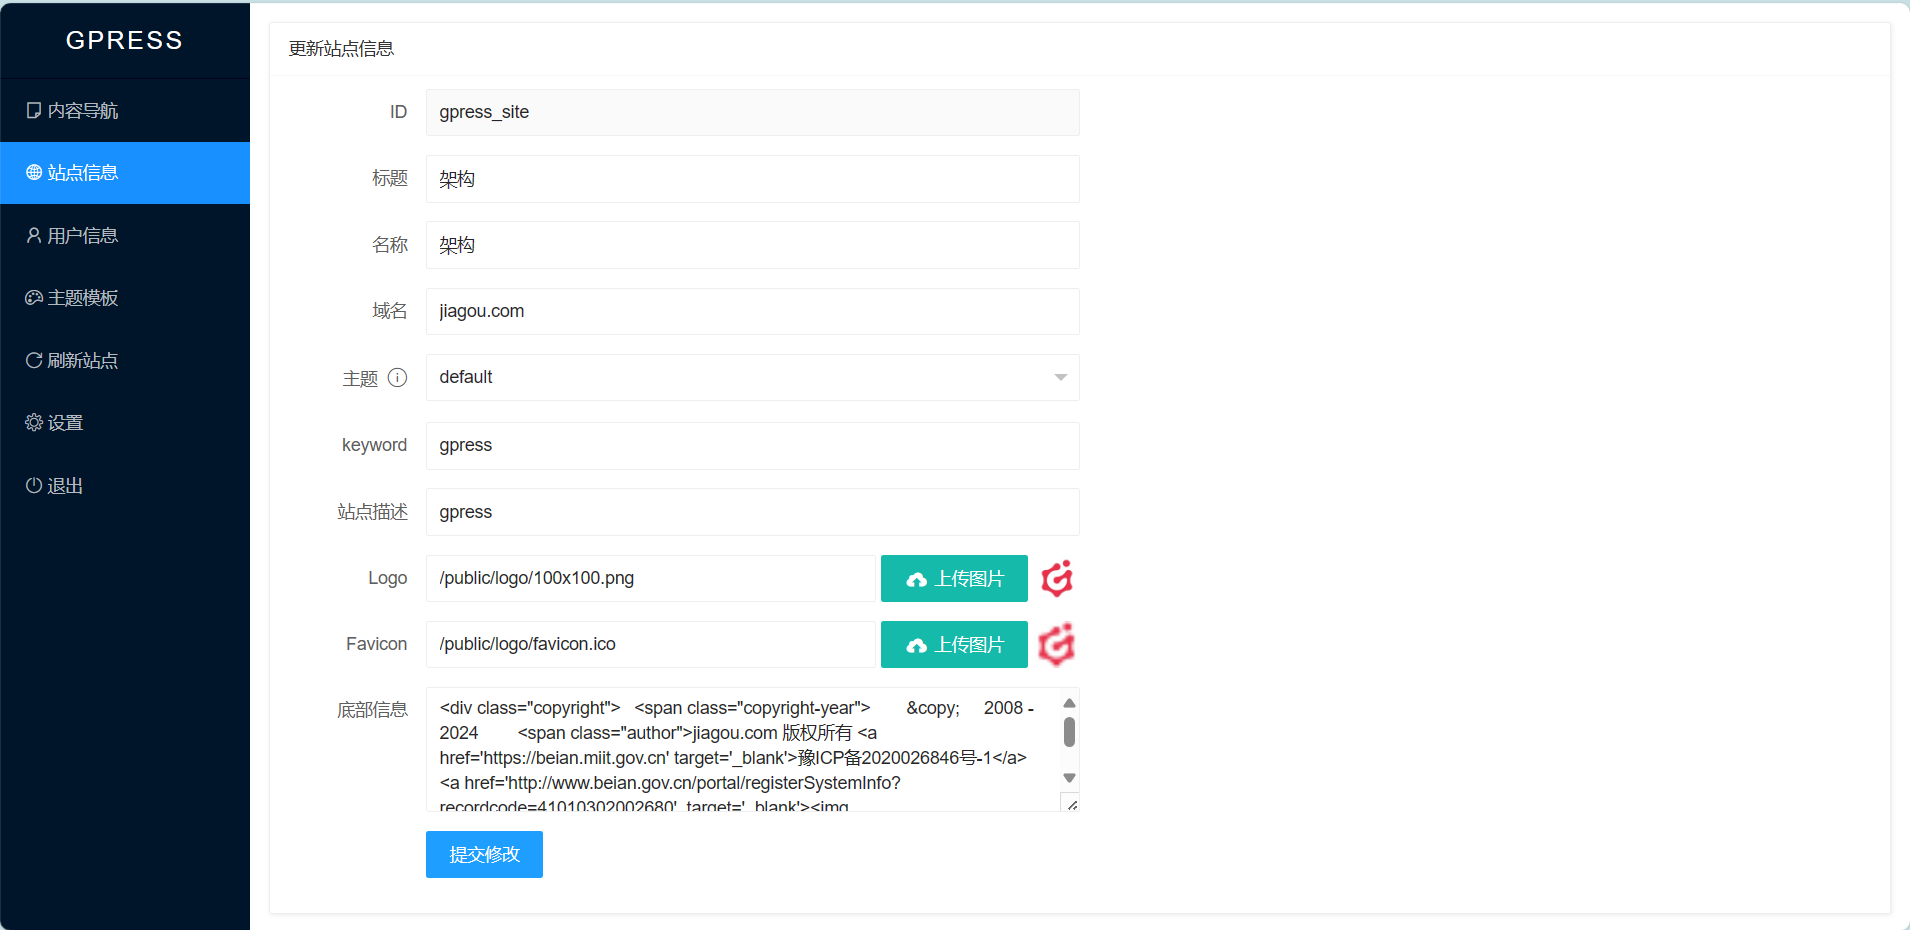 GPRESS
内容导航
站点信息
用户信息
主题模板
刷新站点
设置
退出
更新站点信息
ID gpress_site
标题 架构
名称 架构
域名 jiagou.com
主题 default
keyword gpress
站点描述 gpress
Logo /public/logo/100x100.png 上传图片
Favicon /public/logo/favicon.ico 上传图片
底部信息 <div class="copyright"> <span class="copyright-year"> &copy; 2008 -
2024 <span class="author">jiagou.com 版权所有 <a
href='https://beian.miit.gov.cn' target='_blank'>豫ICP备2020026846号-1</a>
<a href='http://www.beian.gov.cn/portal/registerSystemInfo?
recordcode=41010302002680' target='_blank'><img
提交修改